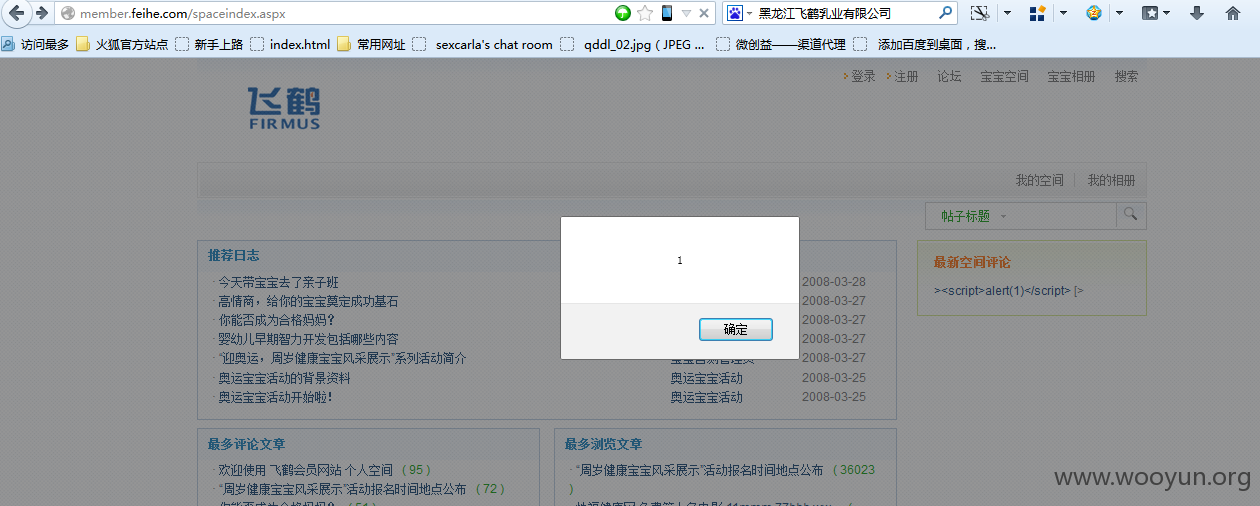 member.feihe.com/spaceindex.aspx
黑龙江飞鹤乳业有限公司
访问最多 火狐官方站点 新手上路 index.html 常用网址 sexcarla's chat room qddl_02.jpg ( JPEG ... 微创益——渠道代理 添加百度到桌面，搜...
登录 注册 论坛 宝宝空间 宝宝相册 搜索
飞鹤
FIRMUS
我的空间 我的相册
帖子标题
推荐日志
最新空间评论
1
确定
><script>alert(1)</script> [>
· 今天带宝宝去了亲子班 2008-03-28
· 高情商，给你的宝宝奠定成功基石 2008-03-27
· 你能否成为合格妈妈？ 2008-03-27
· 婴幼儿早期智力开发包括哪些内容 2008-03-27
· “迎奥运，周岁健康宝宝风采展示”系列活动简介 2008-03-27
· 奥运宝宝活动的背景资料 奥运宝宝活动 2008-03-25
· 奥运宝宝活动开始啦！ 奥运宝宝活动 2008-03-25
最多评论文章
最多浏览文章
· 欢迎使用 飞鹤会员网站 个人空间 ( 95 )
· “周岁健康宝宝风采展示”活动报名时间地点公布 ( 36023
)
· “周岁健康宝宝风采展示”活动报名时间地点公布 ( 72 )
www.wooyun.org